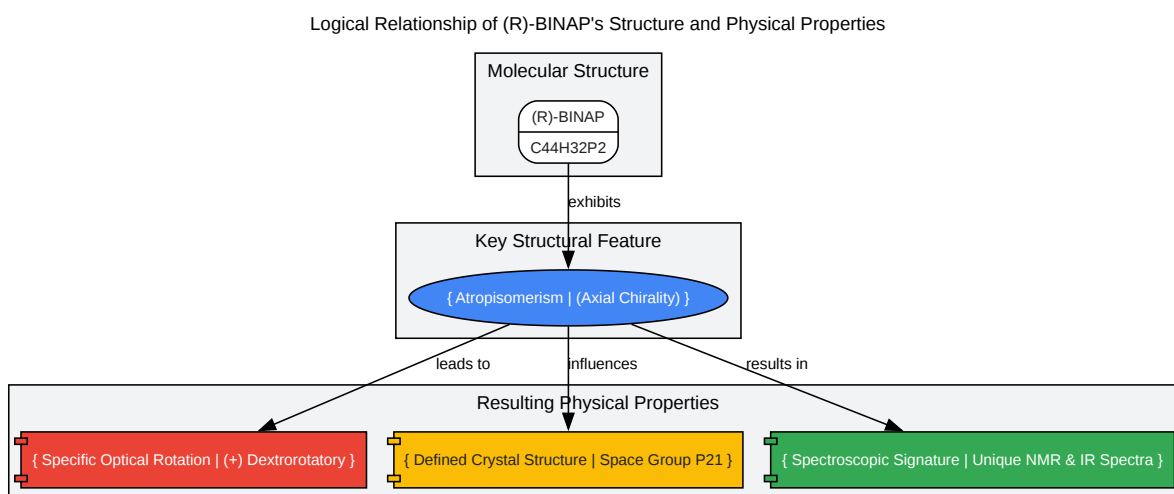 Logical Relationship of (R)-BINAP's Structure and Physical Properties
Molecular Structure
(R)-BINAP
C44H32P2
exhibits
Key Structural Feature
{ Atropisomerism | (Axial Chirality) }
leads to
influences
results in
Resulting Physical Properties
{ Specific Optical Rotation | (+) Dextrorotatory }
{ Defined Crystal Structure | Space Group P21 }
{ Spectroscopic Signature | Unique NMR & IR Spectra }